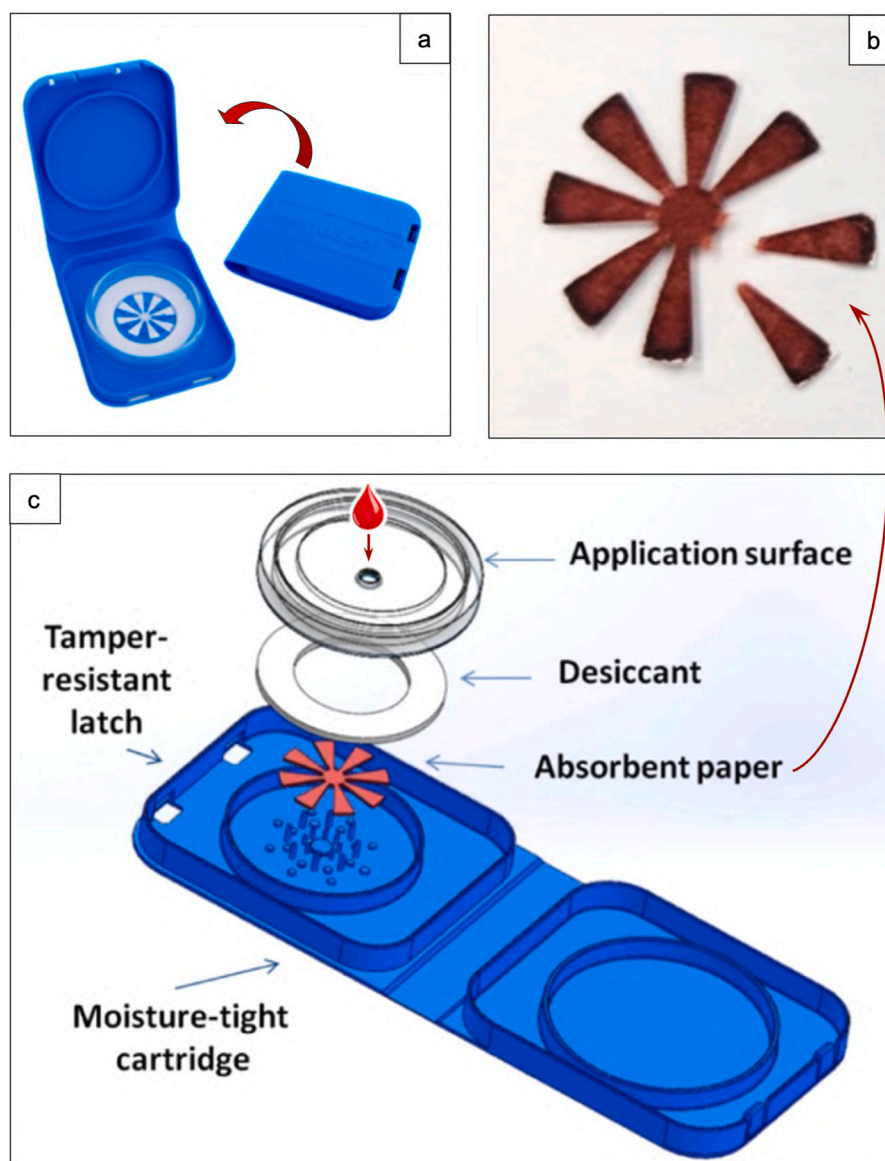 a
b
c
Application surface
Tamper-
resistant
latch
Desiccant
Absorbent paper
Moisture-tight
cartridge